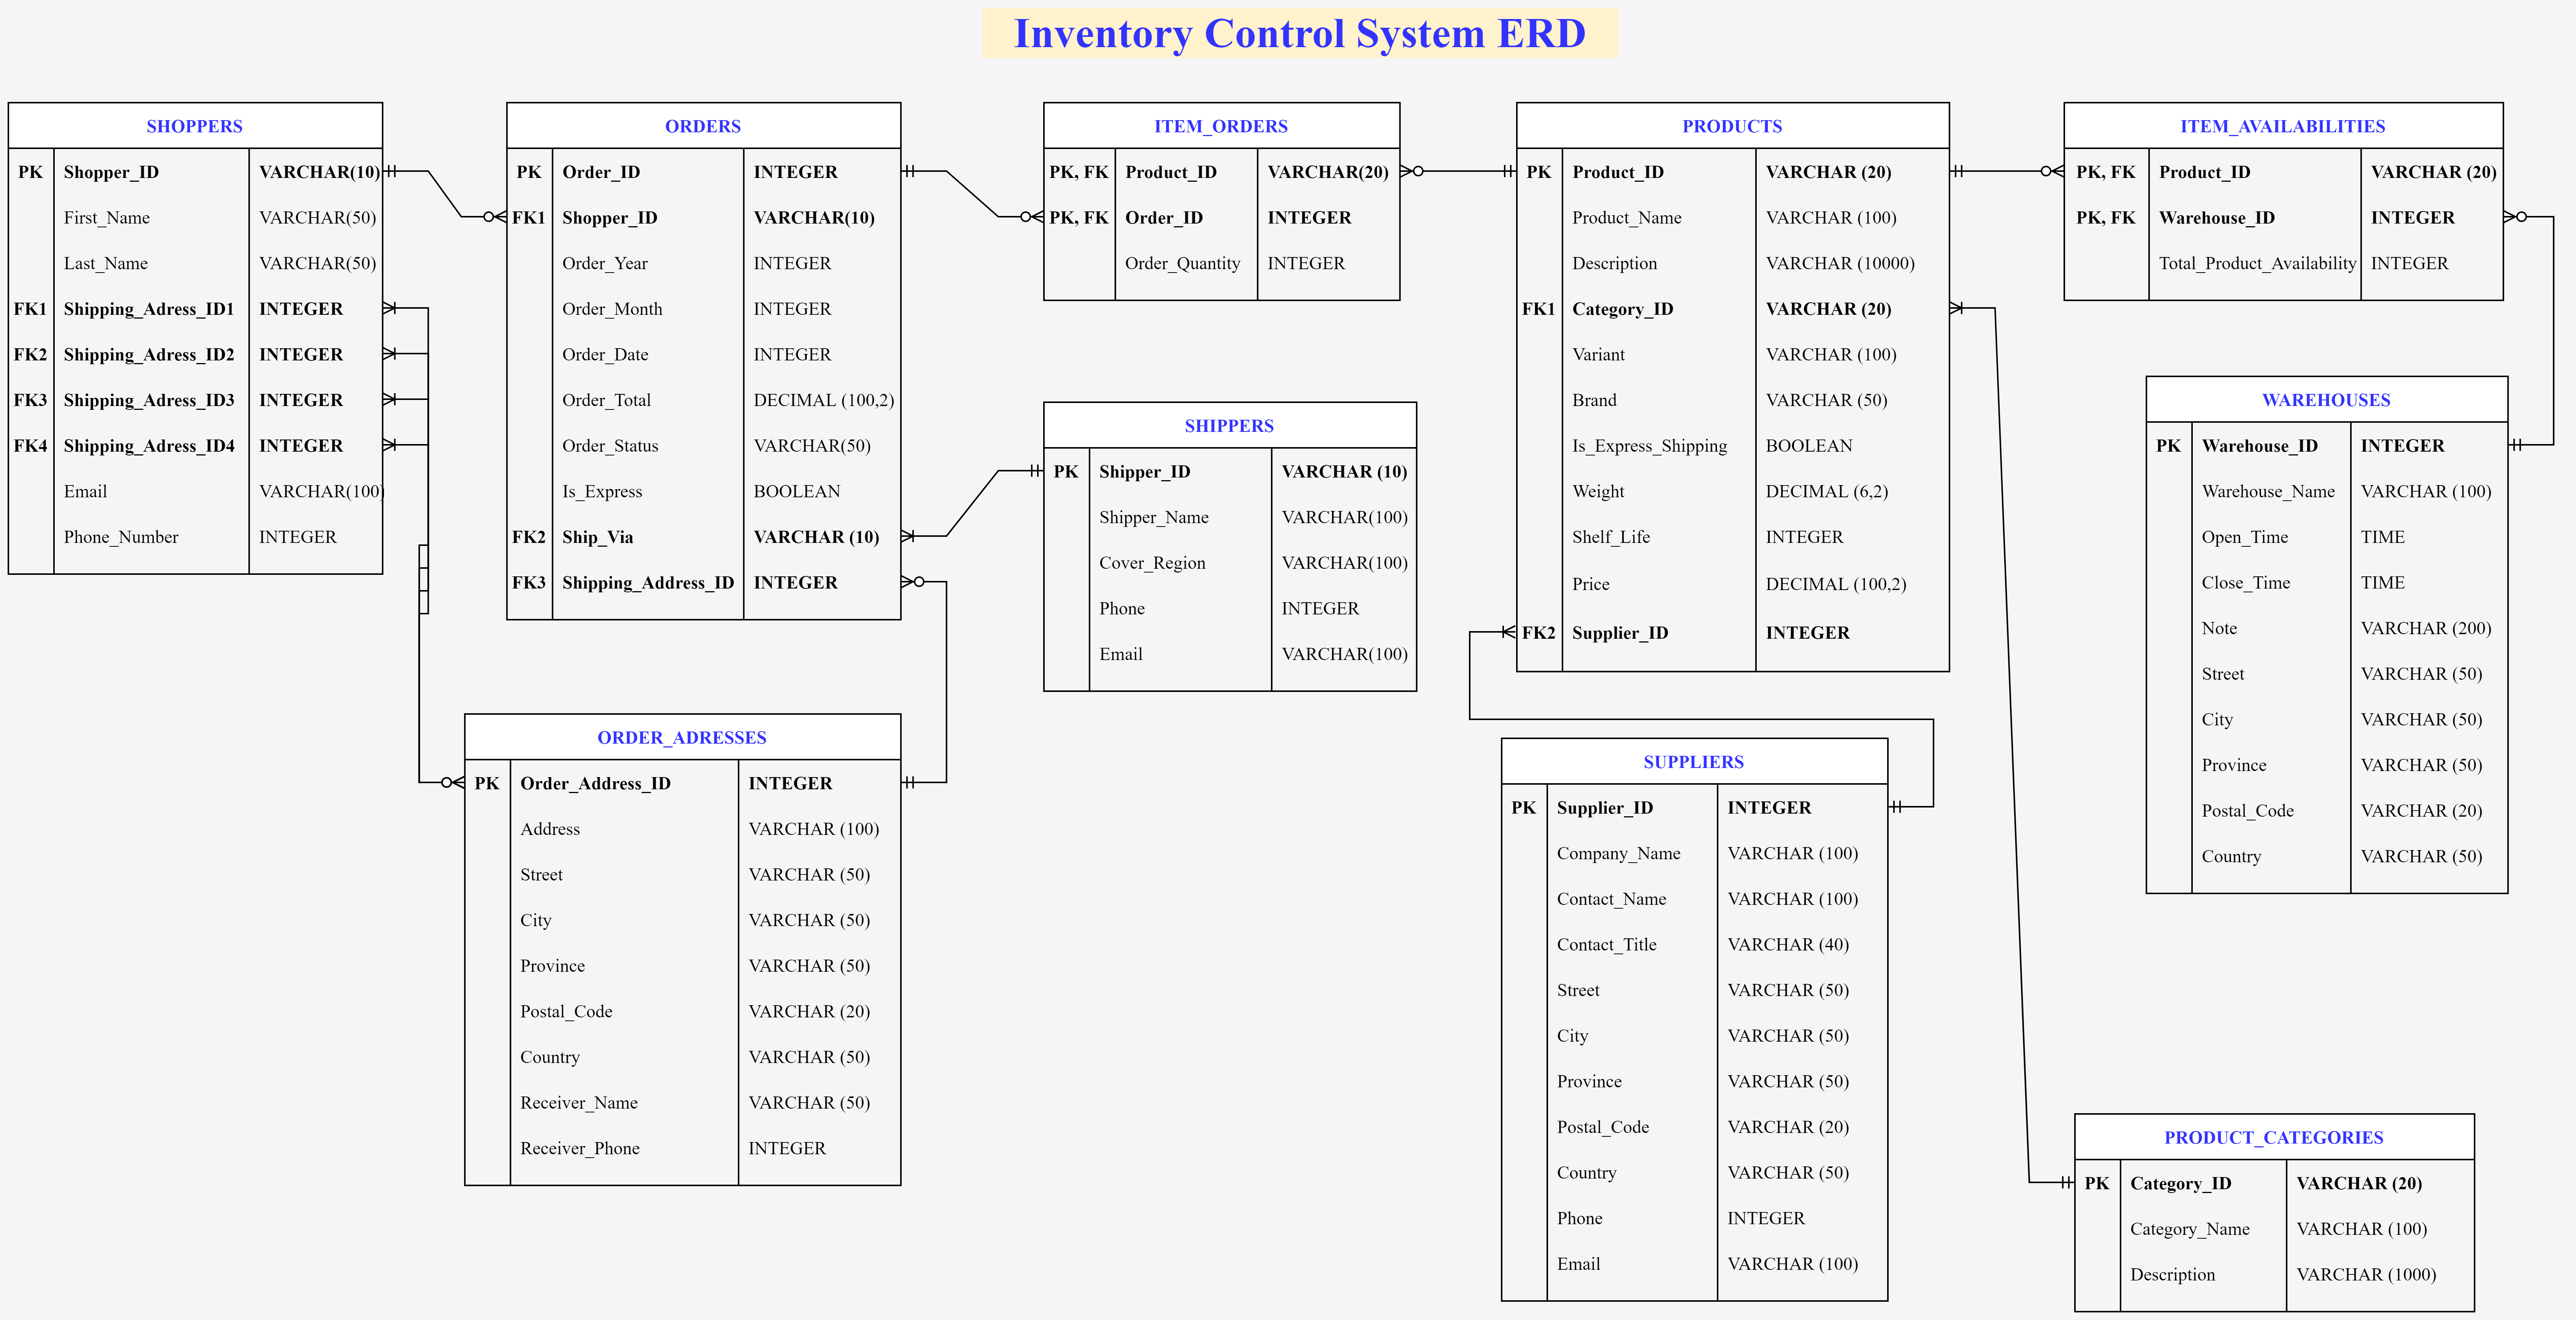 Inventory Control System ERD
SHOPPERS
PK Shopper_ID VARCHAR(10)
First_Name VARCHAR(50)
Last_Name VARCHAR(50)
FK1 Shipping_Adress_ID1 INTEGER
FK2 Shipping_Adress_ID2 INTEGER
FK3 Shipping_Adress_ID3 INTEGER
FK4 Shipping_Adress_ID4 INTEGER
Email VARCHAR(100)
Phone_Number INTEGER
ORDERS
PK Order_ID INTEGER
FK1 Shopper_ID VARCHAR(10)
Order_Year INTEGER
Order_Month INTEGER
Order_Date INTEGER
Order_Total DECIMAL (100,2)
Order_Status VARCHAR(50)
Is_Express BOOLEAN
FK2 Ship_Via VARCHAR (10)
FK3 Shipping_Address_ID INTEGER
ITEM_ORDERS
PK, FK Product_ID VARCHAR(20)
PK, FK Order_ID INTEGER
Order_Quantity INTEGER
PRODUCTS
PK Product_ID VARCHAR (20)
Product_Name VARCHAR (100)
Description VARCHAR (10000)
FK1 Category_ID VARCHAR (20)
Variant VARCHAR (100)
Brand VARCHAR (50)
Is_Express_Shipping BOOLEAN
Weight DECIMAL (6,2)
Shelf_Life INTEGER
Price DECIMAL (100,2)
FK2 Supplier_ID INTEGER
ITEM_AVAILABILITIES
PK, FK Product_ID VARCHAR (20)
PK, FK Warehouse_ID INTEGER
Total_Product_Availability INTEGER
SHIPPERS
PK Shipper_ID VARCHAR (10)
Shipper_Name VARCHAR(100)
Cover_Region VARCHAR(100)
Phone INTEGER
Email VARCHAR(100)
WAREHOUSES
PK Warehouse_ID INTEGER
Warehouse_Name VARCHAR (100)
Open_Time TIME
Close_Time TIME
Note VARCHAR (200)
Street VARCHAR (50)
City VARCHAR (50)
Province VARCHAR (50)
Postal_Code VARCHAR (20)
Country VARCHAR (50)
ORDER_ADRESSES
PK Order_Address_ID INTEGER
Address VARCHAR (100)
Street VARCHAR (50)
City VARCHAR (50)
Province VARCHAR (50)
Postal_Code VARCHAR (20)
Country VARCHAR (50)
Receiver_Name VARCHAR (50)
Receiver_Phone INTEGER
SUPPLIERS
PK Supplier_ID INTEGER
Company_Name VARCHAR (100)
Contact_Name VARCHAR (100)
Contact_Title VARCHAR (40)
Street VARCHAR (50)
City VARCHAR (50)
Province VARCHAR (50)
Postal_Code VARCHAR (20)
Country VARCHAR (50)
Phone INTEGER
Email VARCHAR (100)
PRODUCT_CATEGORIES
PK Category_ID VARCHAR (20)
Category_Name VARCHAR (100)
Description VARCHAR (1000)